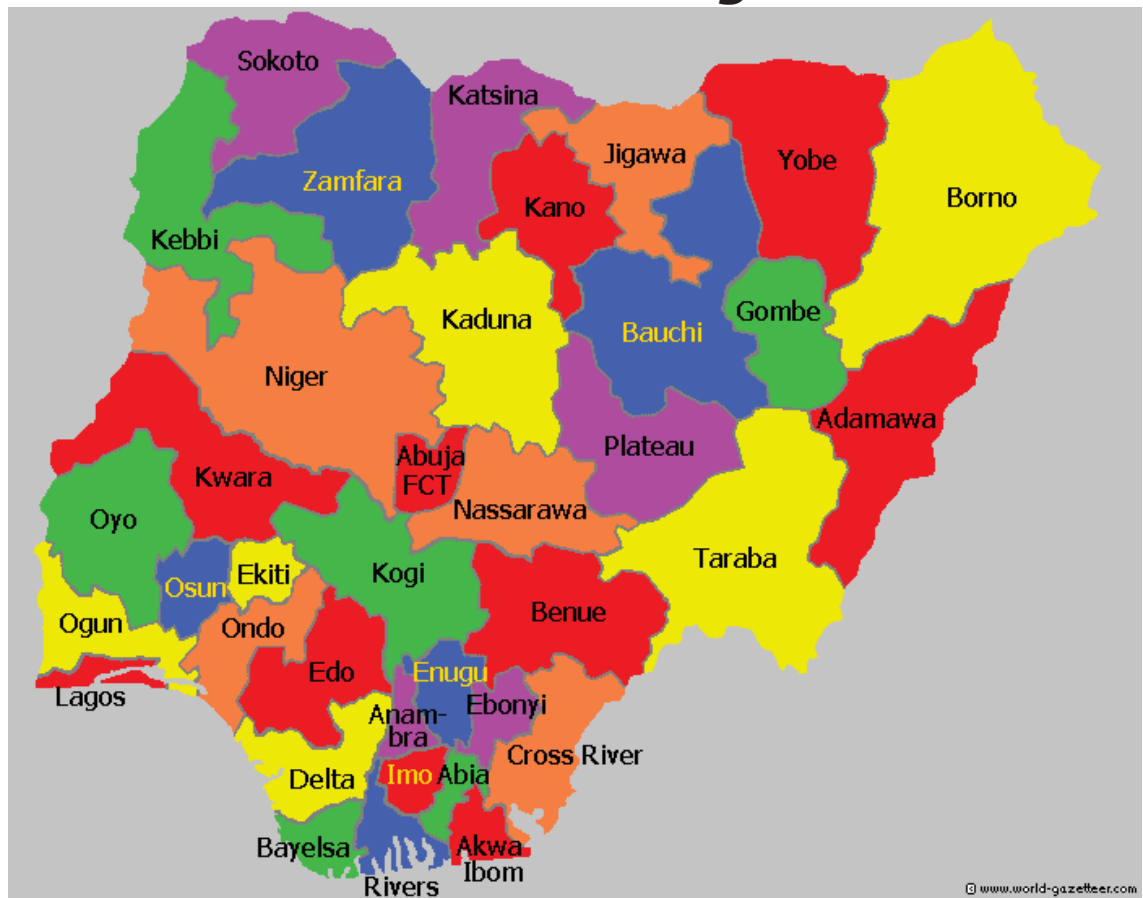 Sokoto
Katsina
Zamfara
Jigawa
Yobe
Borno
Kano
Kebbi
Gombe
Kaduna
Bauchi
Niger
Adamawa
Plateau
Abuja
FCT
Kwara
Nassarawa
Oyo
Taraba
Kogi
Osun
Ekiti
Benue
Ogun
Ondo
Enugu
Edo
Lagos
Ebonyi
Anam-
bra
Cross River
Imo
Abia
Delta
Bayelsa
Akwa
Ibom
Rivers
www.world-gazetteer.com